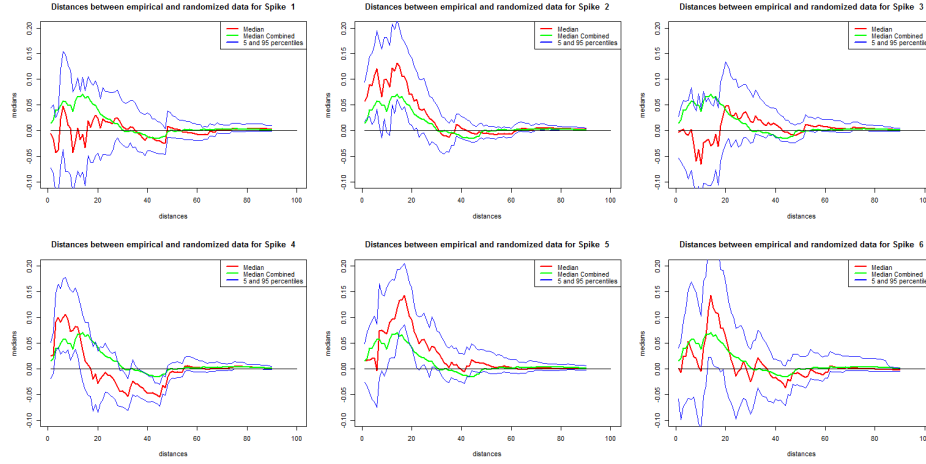 Distances between empirical and randomized data for Spike 1
Median
Median Combined
5 and 95 percentiles
medians
0.20
0.15
0.10
0.05
0.00
-0.05
-0.10
0 20 40 60 80 100
distances
Distances between empirical and randomized data for Spike 2
Median
Median Combined
5 and 95 percentiles
medians
0.20
0.15
0.10
0.05
0.00
-0.05
-0.10
0 20 40 60 80 100
distances
Distances between empirical and randomized data for Spike 3
Median
Median Combined
5 and 95 percentiles
medians
0.20
0.15
0.10
0.05
0.00
-0.05
-0.10
0 20 40 60 80 100
distances
Distances between empirical and randomized data for Spike 4
Median
Median Combined
5 and 95 percentiles
medians
0.20
0.15
0.10
0.05
0.00
-0.05
-0.10
0 20 40 60 80 100
distances
Distances between empirical and randomized data for Spike 5
Median
Median Combined
5 and 95 percentiles
medians
0.20
0.15
0.10
0.05
0.00
-0.05
-0.10
0 20 40 60 80 100
distances
Distances between empirical and randomized data for Spike 6
Median
Median Combined
5 and 95 percentiles
medians
0.20
0.15
0.10
0.05
0.00
-0.05
-0.10
0 20 40 60 80 100
distances